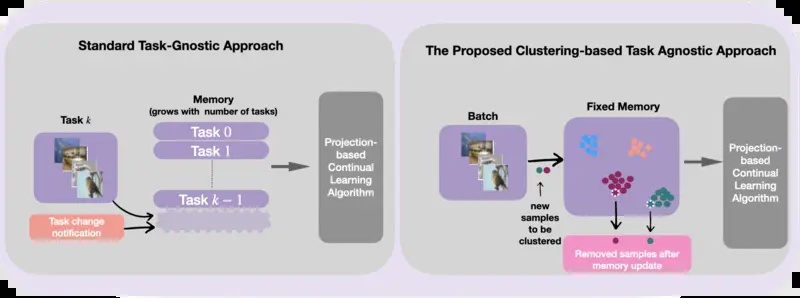 Standard Task-Gnostic Approach
Task k
Memory
(grows with number of tasks)
Task 0
Task 1
Task k − 1
Task change
notification
Projection-
based
Continual
Learning
Algorithm
The Proposed Clustering-based Task Agnostic Approach
Batch
Fixed Memory
new
samples
to be
clustered
Removed samples after
memory update
Projection-
based
Continual
Learning
Algorithm